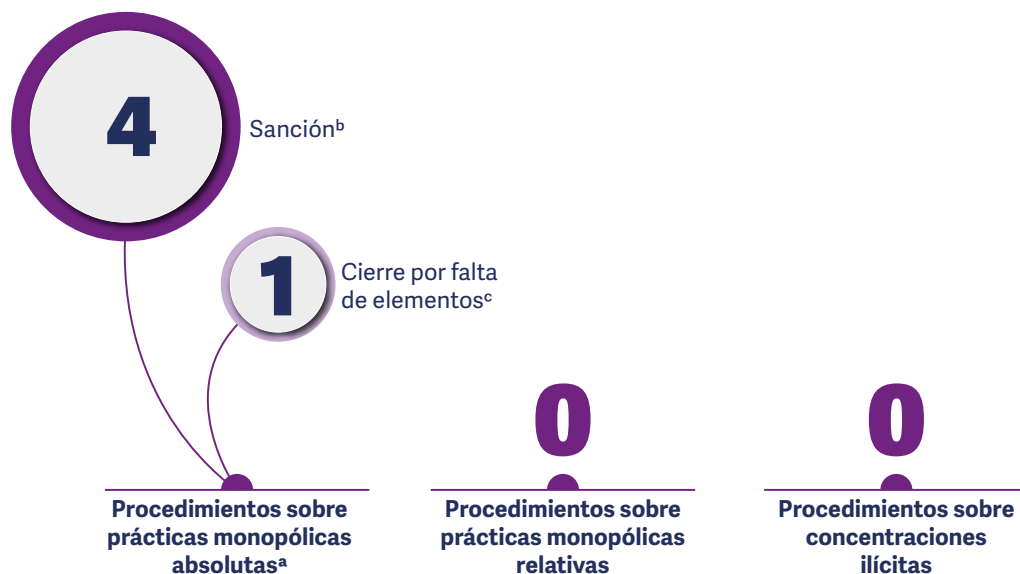 4
Sanciónᵇ
1
Cierre por falta
de elementosᶜ
0
0
Procedimientos sobre
prácticas monopólicas
absolutasᵃ
Procedimientos sobre
prácticas monopólicas
relativas
Procedimientos sobre
concentraciones
ilícitas